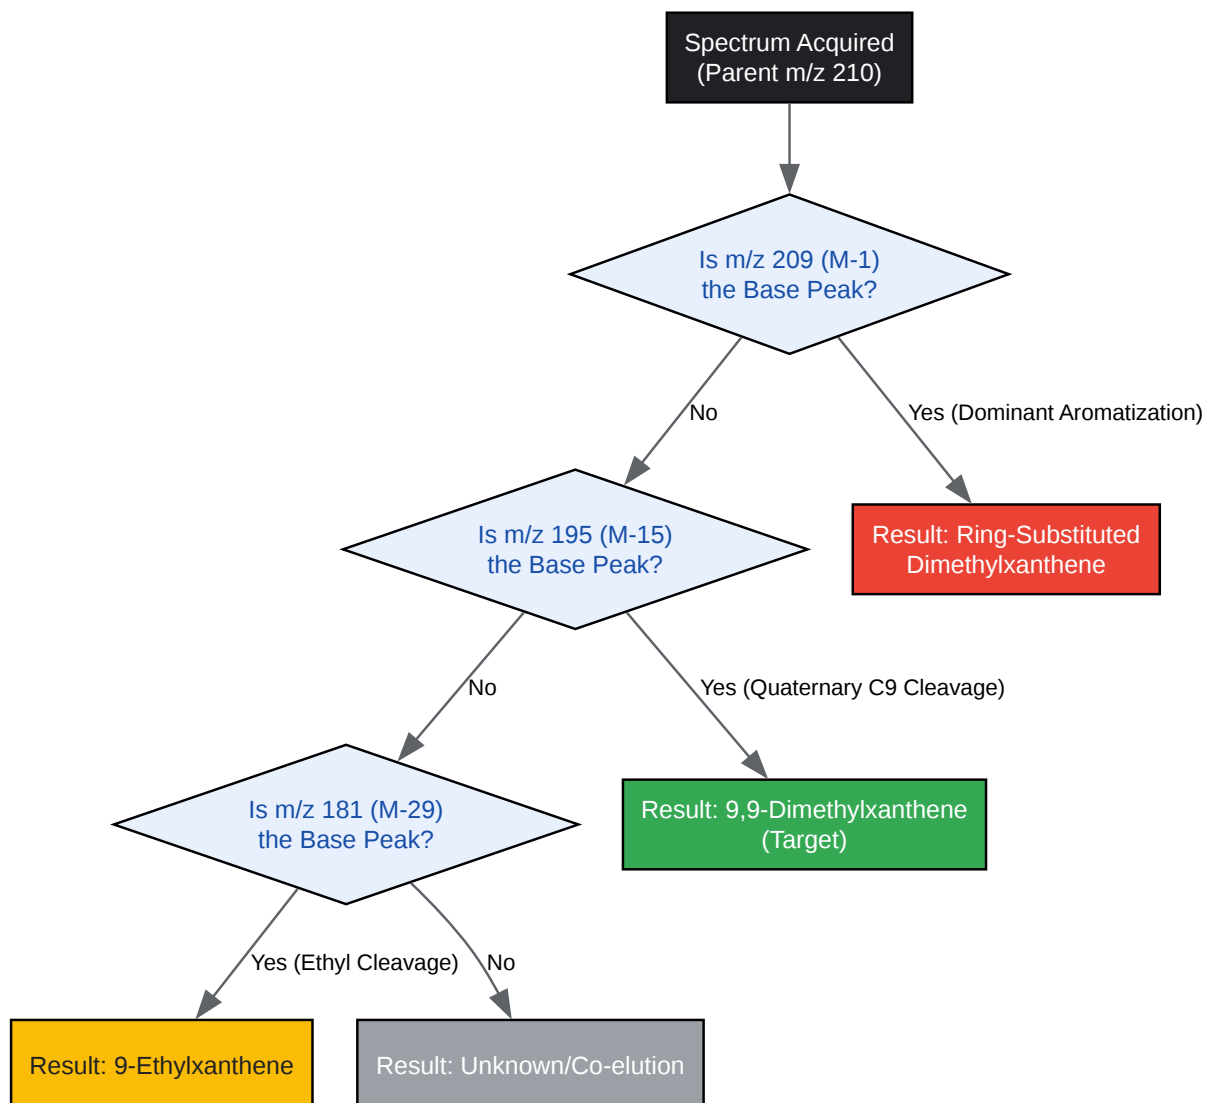 Spectrum Acquired
(Parent m/z 210)
Is m/z 209 (M-1)
the Base Peak?
No
Yes (Dominant Aromatization)
Is m/z 195 (M-15)
the Base Peak?
Result: Ring-Substituted
Dimethylxanthene
No
Yes (Quaternary C9 Cleavage)
Is m/z 181 (M-29)
the Base Peak?
Result: 9,9-Dimethylxanthene
(Target)
Yes (Ethyl Cleavage)
No
Result: 9-Ethylxanthene
Result: Unknown/Co-elution